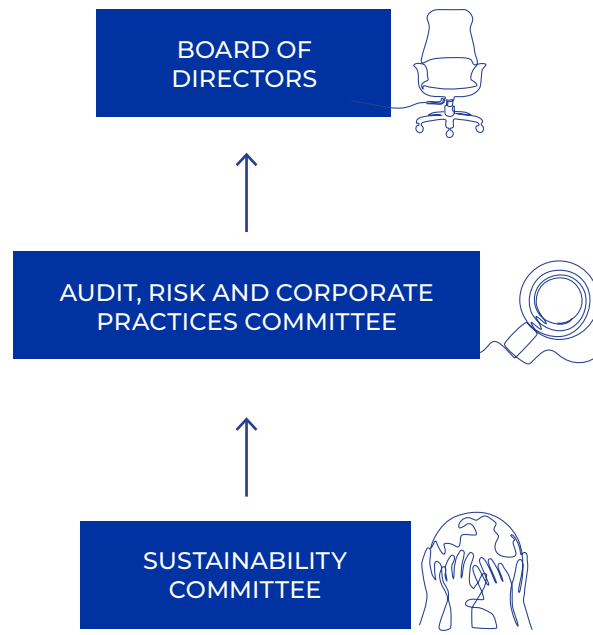 BOARD OF
DIRECTORS
AUDIT, RISK AND CORPORATE
PRACTICES COMMITTEE
SUSTAINABILITY
COMMITTEE